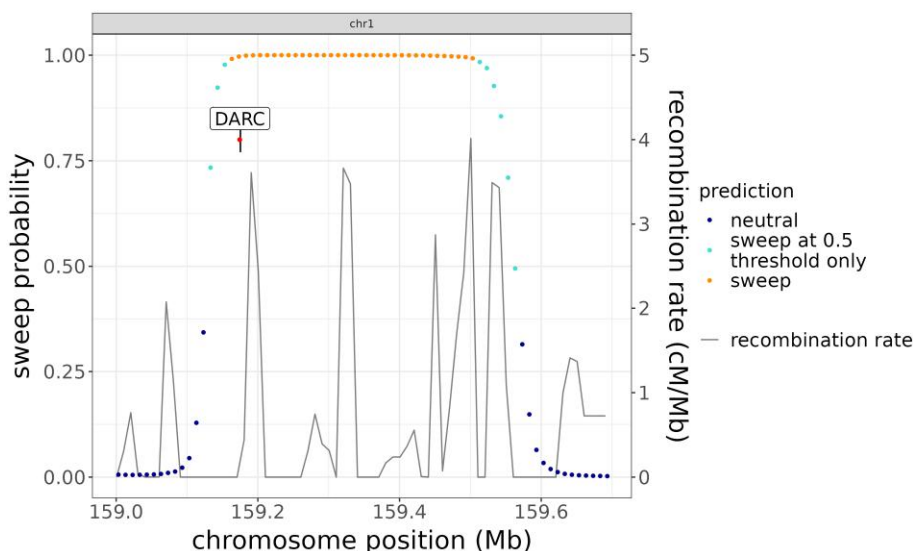 chr1
1.00
0.75
0.50
0.25
0.00
sweep probability
DARC
5
4
3
2
1
0
recombination rate (cM/Mb)
159.0 159.2 159.4 159.6
chromosome position (Mb)
prediction
neutral
sweep at 0.5
threshold only
sweep
recombination rate